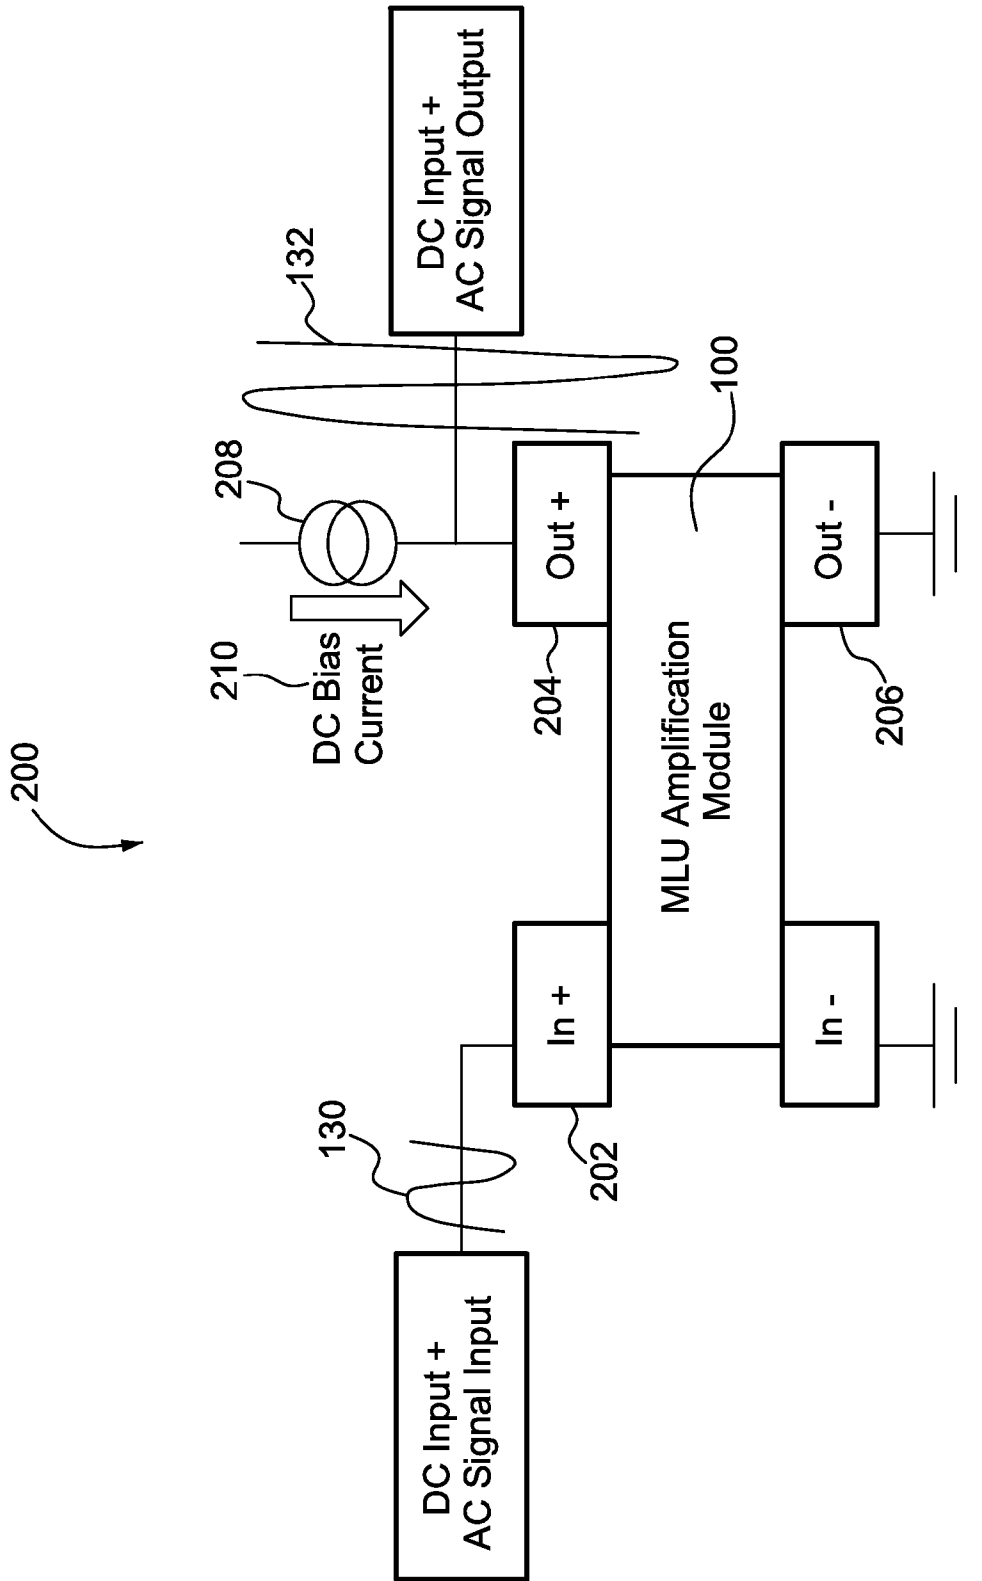 200
130
DC Input +
AC Signal Input
In +
202
In -
210
DC Bias
Current
208
132
DC Input +
AC Signal Output
Out +
204
100
MLU Amplification
Module
Out -
206